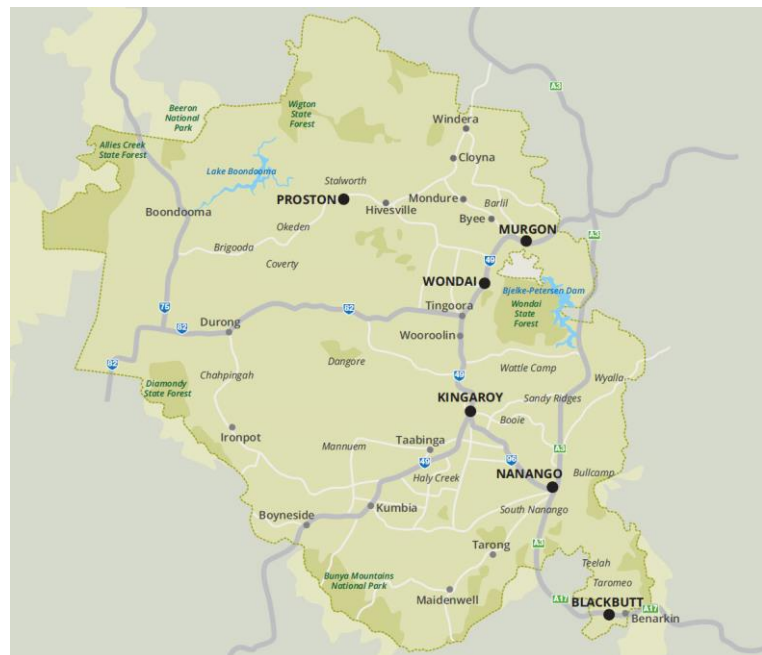 A3
Beeron
National
Park
Wigton
State
Forest
Windera
Allies Creek
State Forest
Cloyna
Lake Boondooma
Stalworth
PROSTON
Hivesville
Mondure
Barlil
Boondooma
Byee
Okeden
MURGON
A3
Brigooda
Coverty
49
WONDAI
Bjelke-Petersen Dam
Wondai
State
Forest
75
82
Tingoora
82
Durong
Wooroolin
82
Dangore
Wattle Camp
Chahpingah
49
Wyalla
Diamondy
State Forest
KINGAROY
Sandy Ridges
Booie
Ironpot
Mannuem
Taabinga
A3
49
96
Haly Creek
NANANGO
Bullcamp
Kumbia
South Nanango
Boyneside
A3
Tarong
Teelah
Bunya Mountains
National Park
Taromeo
Maidenwell
A17
BLACKBUTT
A17
Benarkin